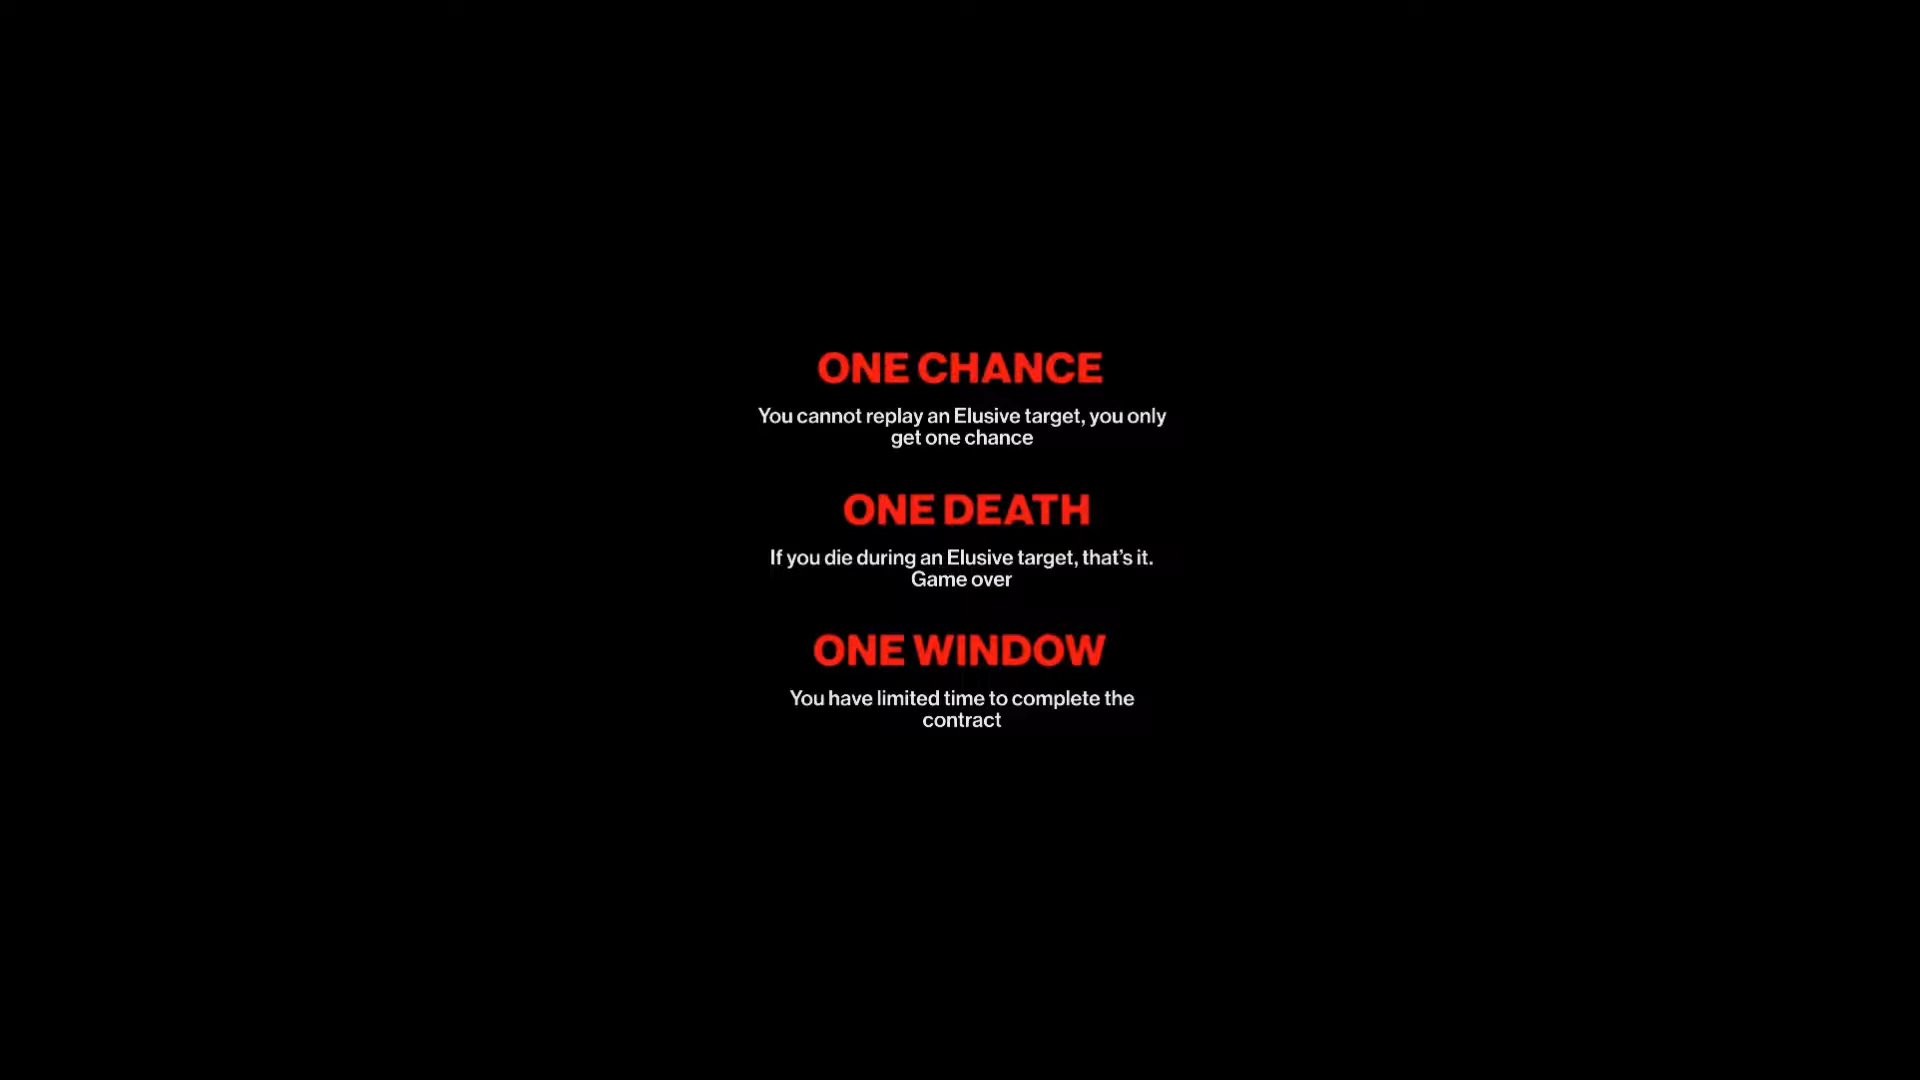 ONE CHANCE
You cannot replay an Elusive target, you only
get one chance
ONE DEATH
If you die during an Elusive target, that’s it.
Game over
ONE WINDOW
You have limited time to complete the
contract